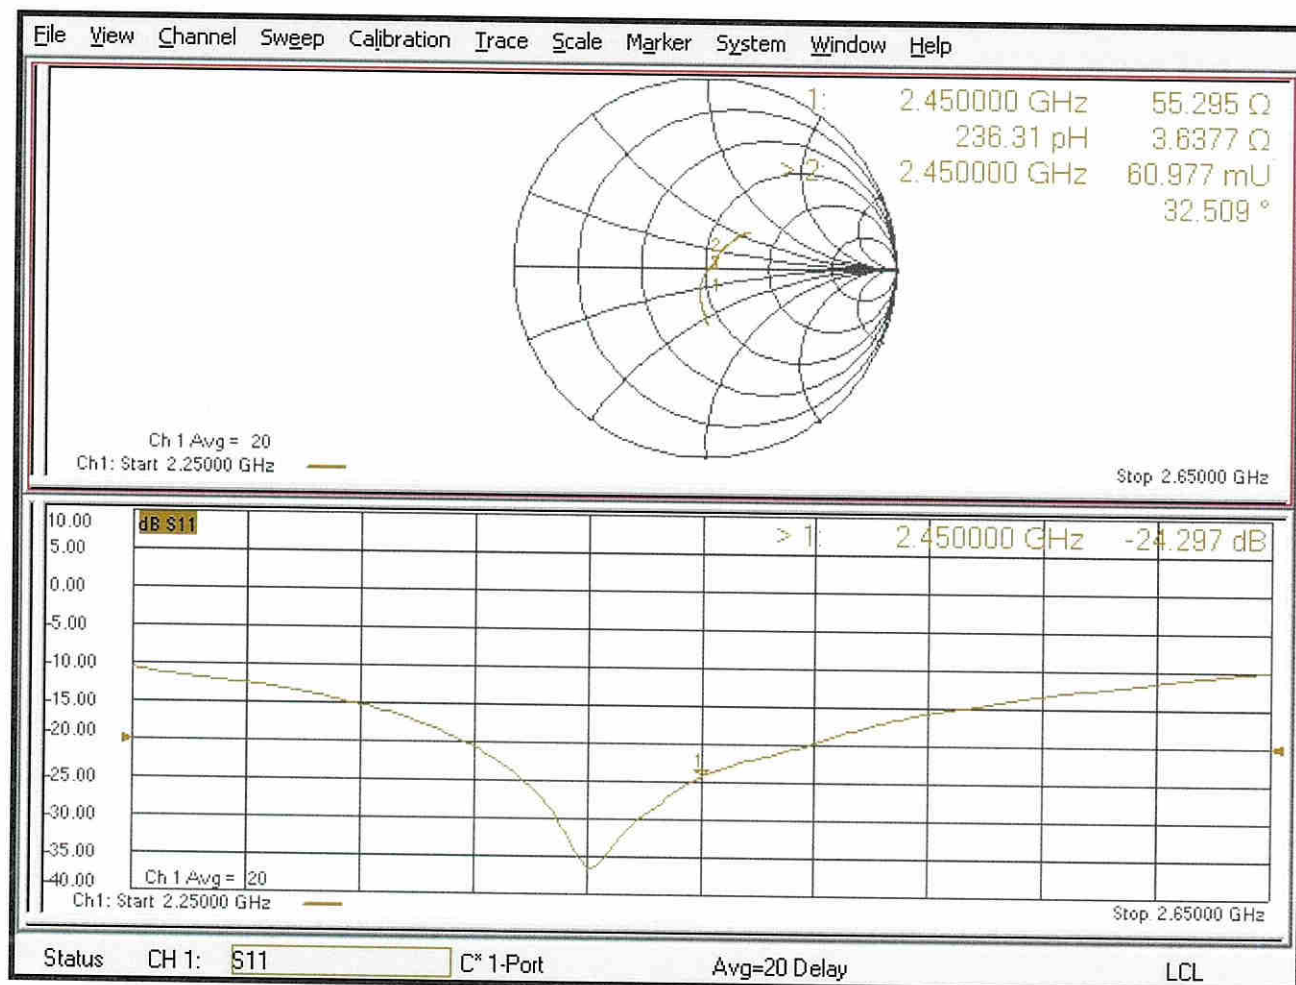 File View Channel Sweep Calibration Trace Scale Marker System Window Help
1: 2.450000 GHz 55.295 Ω
236.31 pH 3.6377 Ω
> 2: 2.450000 GHz 60.977 mU
32.509 °
2
1
Ch 1 Avg = 20
Ch1: Start 2.25000 GHz
Stop 2.65000 GHz
10.00
dB S11
> 1: 2.450000 GHz -24.297 dB
5.00
0.00
-5.00
-10.00
-15.00
-20.00
1
-25.00
-30.00
-35.00
-40.00
Ch 1 Avg = 20
Ch1: Start 2.25000 GHz
Stop 2.65000 GHz
Status CH 1: S11 C* 1-Port Avg=20 Delay LCL